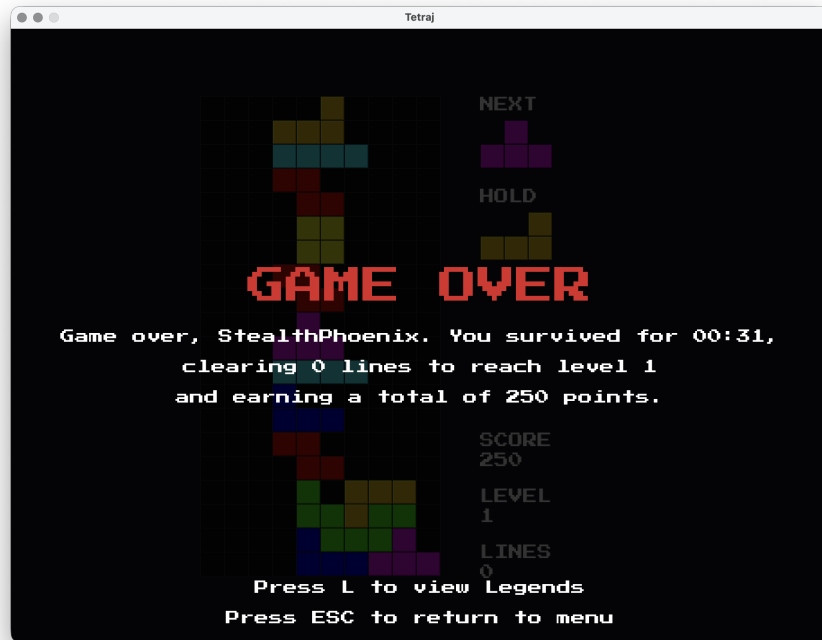 Tetraj
NEXT
HOLD
GAME OVER
Game over, StealthPhoenix. You survived for 00:31,
clearing 0 lines to reach level 1
and earning a total of 250 points.
SCORE
250
LEVEL
1
LINES
0
Press L to view Legends
Press ESC to return to menu